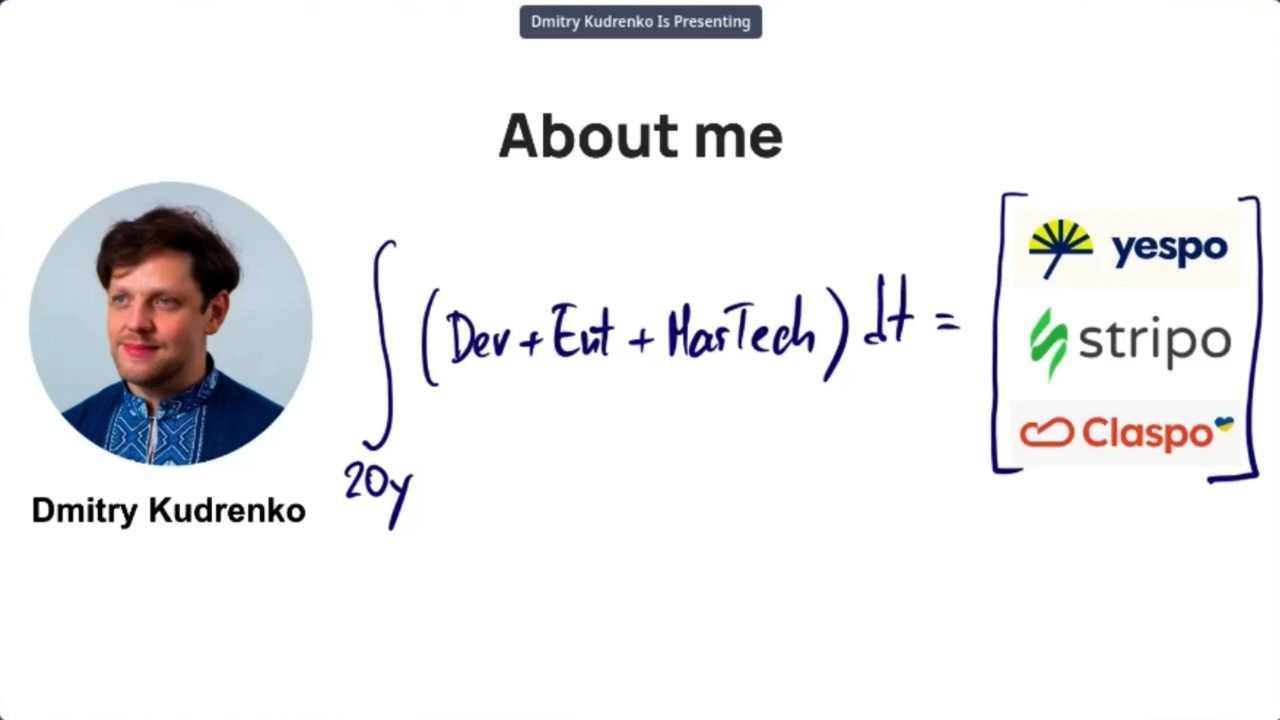 Dmitry Kudrenko Is Presenting
About me
∫ (Dev + Ent + MarTech) dt =
20y
yespo
stripo
Claspo
Dmitry Kudrenko